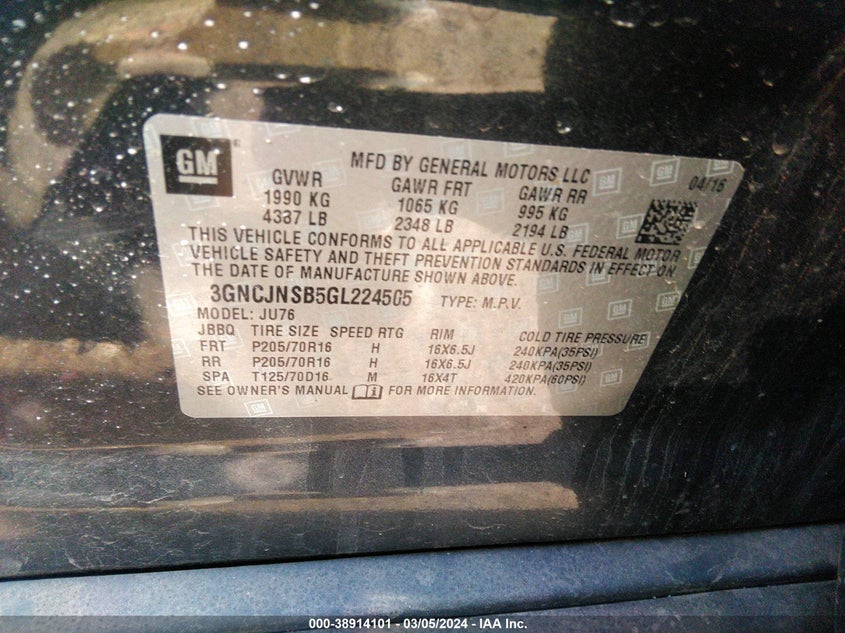 GM
MFD BY GENERAL MOTORS LLC
04/16
GVWR GAWR FRT GAWR RR
1990 KG 1065 KG 995 KG
4337 LB 2348 LB 2194 LB
THIS VEHICLE CONFORMS TO ALL APPLICABLE U.S. FEDERAL MOTOR
VEHICLE SAFETY AND THEFT PREVENTION STANDARDS IN EFFECT ON
THE DATE OF MANUFACTURE SHOWN ABOVE.
3GNCJNSB5GL224505 TYPE: M.P.V.
MODEL: JU76
JBBQ TIRE SIZE SPEED RTG RIM COLD TIRE PRESSURE
FRT P205/70R16 H 16X6.5J 240KPA(35PSI)
RR P205/70R16 H 16X6.5J 240KPA(35PSI)
SPA T125/70D16 M 16X4T 420KPA(60PSI)
SEE OWNER'S MANUAL FOR MORE INFORMATION.
000-38914101 - 03/05/2024 - IAA Inc.